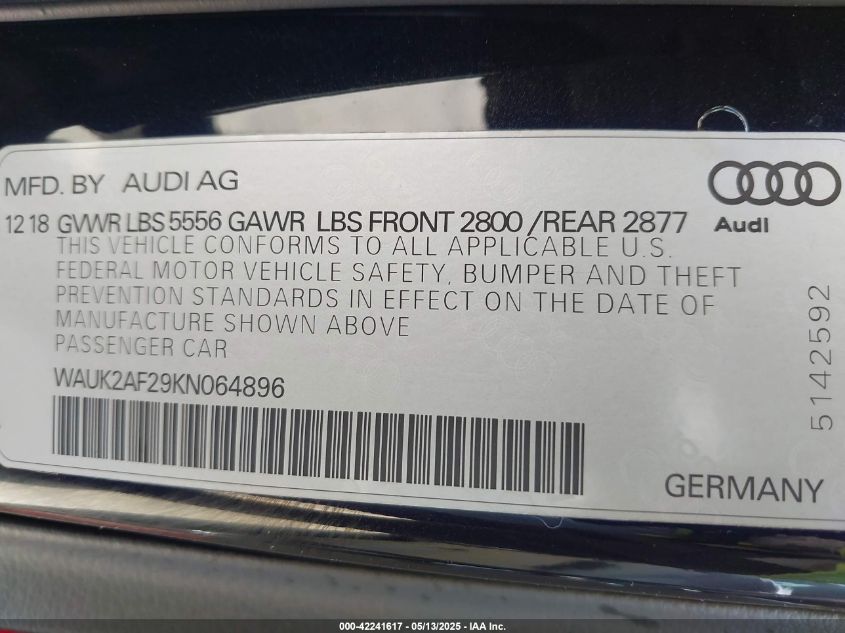 MFD. BY AUDI AG
12 18 GVWR LBS 5556 GAWR LBS FRONT 2800 /REAR 2877
Audi
THIS VEHICLE CONFORMS TO ALL APPLICABLE U.S.
FEDERAL MOTOR VEHICLE SAFETY, BUMPER AND THEFT
PREVENTION STANDARDS IN EFFECT ON THE DATE OF
MANUFACTURE SHOWN ABOVE
PASSENGER CAR
WAUK2AF29KN064896
5142592
GERMANY
000-42241617 - 05/13/2025 - IAA Inc.